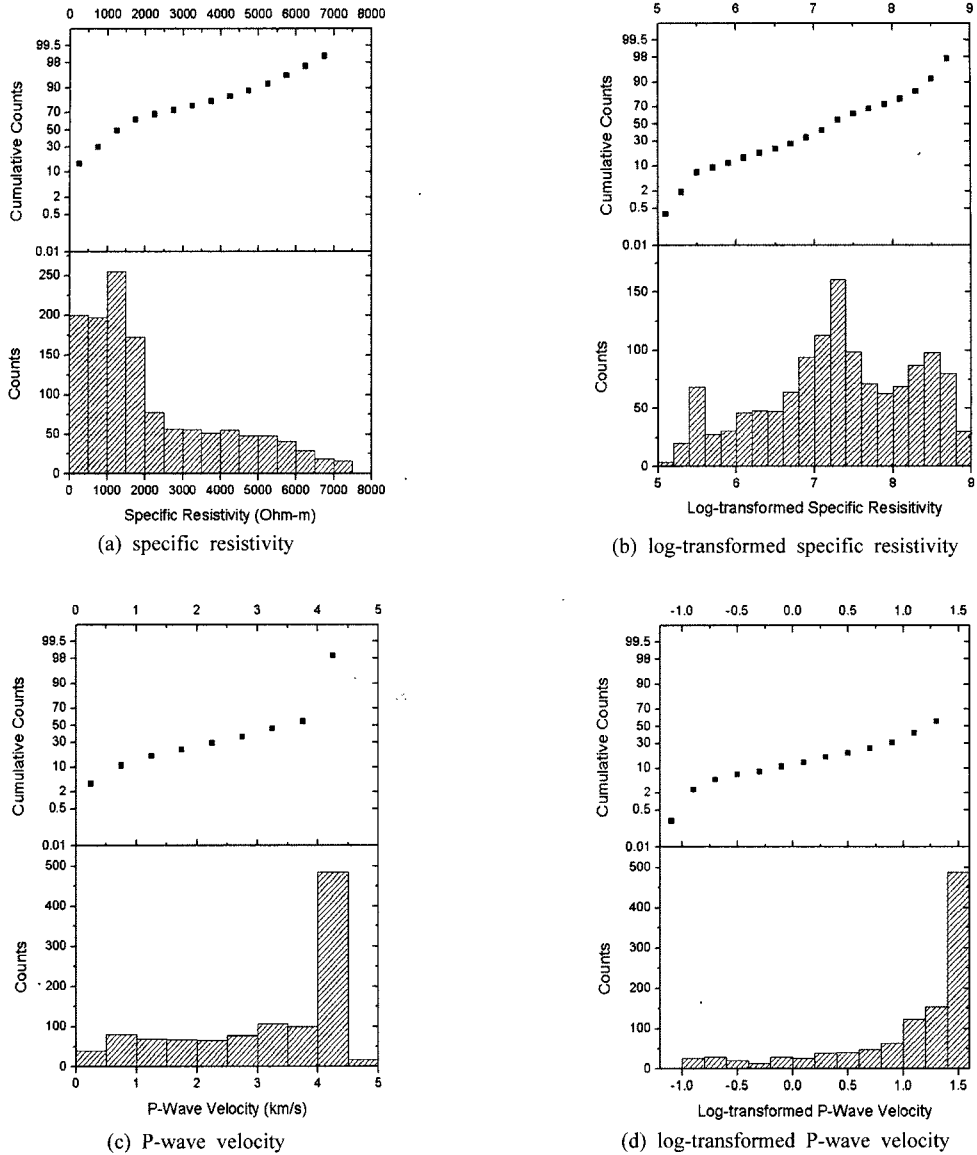 0 1000 2000 3000 4000 5000 6000 7000 8000
99.5
98
90
70
50
30
10
2
0.5
0.01
Cumulative Counts
250
200
150
100
50
0
Counts
0 1000 2000 3000 4000 5000 6000 7000 8000
Specific Resistivity (Ohm-m)
(a) specific resistivity
5 6 7 8 9
99.5
98
90
70
50
30
10
2
0.5
0.01
Cumulative Counts
150
100
50
0
Counts
5 6 7 8 9
Log-transformed Specific Resisitivity
(b) log-transformed specific resistivity
0 1 2 3 4 5
99.5
98
90
70
50
30
10
2
0.5
0.01
Cumulative Counts
500
400
300
200
100
0
Counts
0 1 2 3 4 5
P-Wave Velocity (km/s)
(c) P-wave velocity
-1.0 -0.5 0.0 0.5 1.0 1.5
99.5
98
90
70
50
30
10
2
0.5
0.01
Cumulative Counts
500
400
300
200
100
0
Counts
-1.0 -0.5 0.0 0.5 1.0 1.5
Log-transformed P-Wave Velocity
(d) log-transformed P-wave velocity